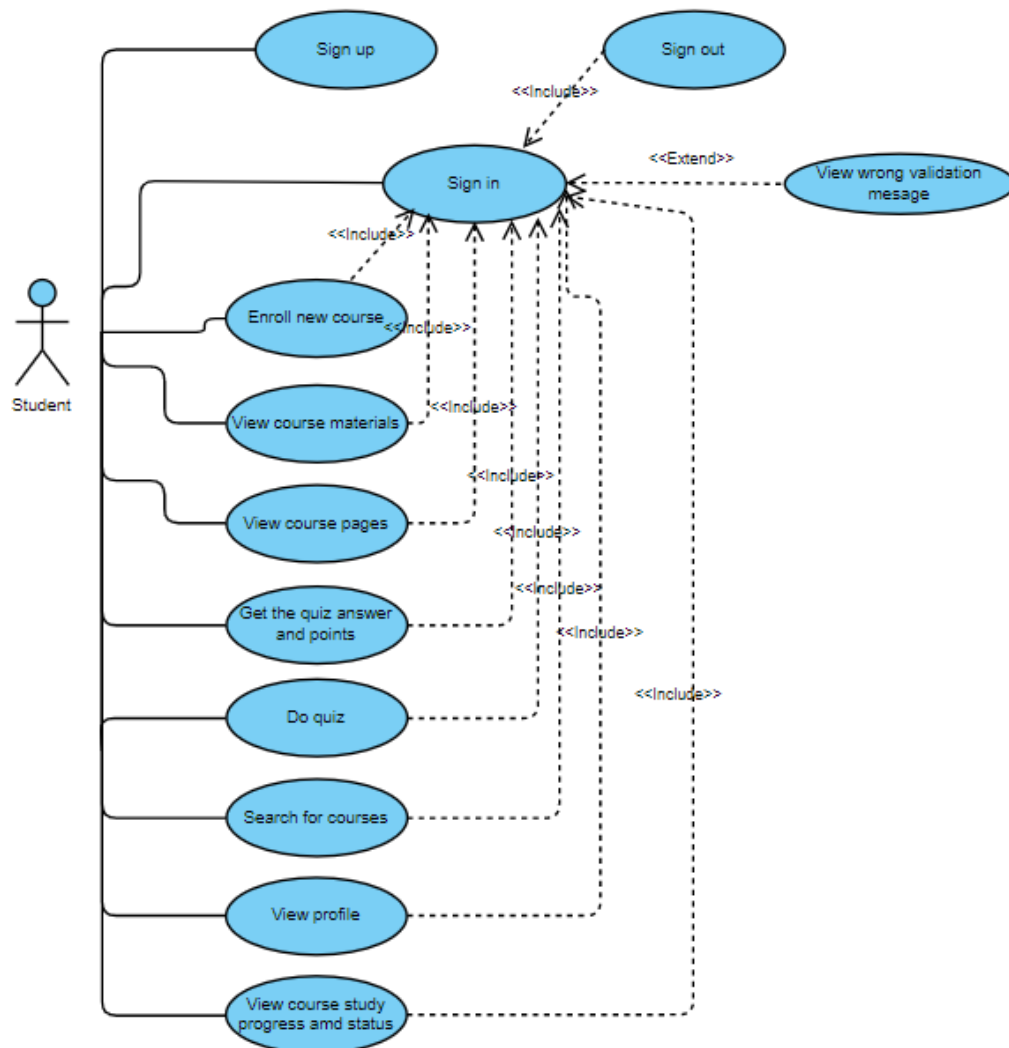 Sign up
Sign out
<<Include>>
Sign in
<<Extend>>
View wrong validation
mesage
<<Include>>
Enroll new course
<<Include>>
Student
View course materials
<<Include>>
<<Include>>
View course pages
<<Include>>
Get the quiz answer
and points
<<Include>>
<<Include>>
Do quiz
<<Include>>
Search for courses
View profile
View course study
progress amd status